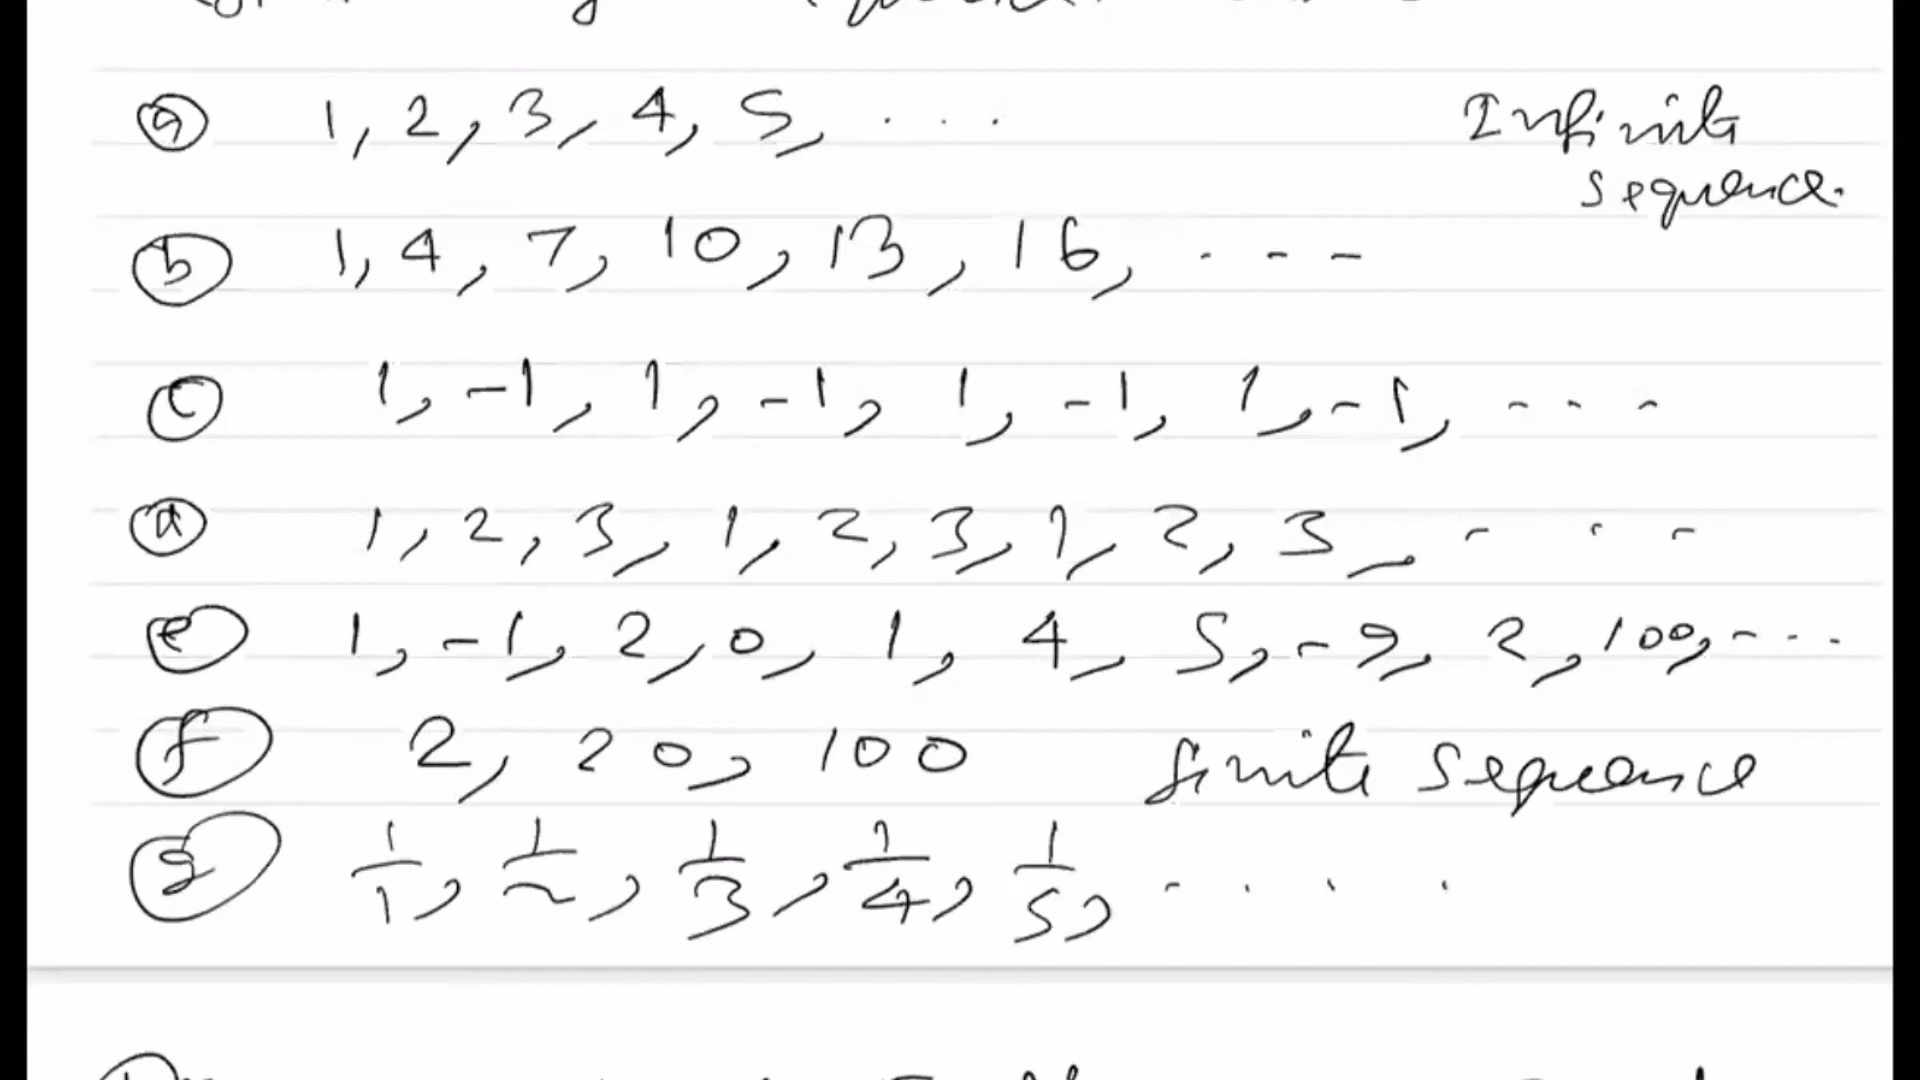 ⓐ 1, 2, 3, 4, 5, ... Infinite
sequence.
ⓑ 1, 4, 7, 10, 13, 16, ---
ⓒ 1, -1, 1, -1, 1, -1, 1, -1, ---
ⓓ 1, 2, 3, 1, 2, 3, 1, 2, 3, ...
ⓔ 1, -1, 2, 0, 1, 4, 5, -9, 2, 100, ----
ⓕ 2, 20, 100 finite sequence
ⓖ 1/1, 1/2, 1/3, 1/4, 1/5, ....